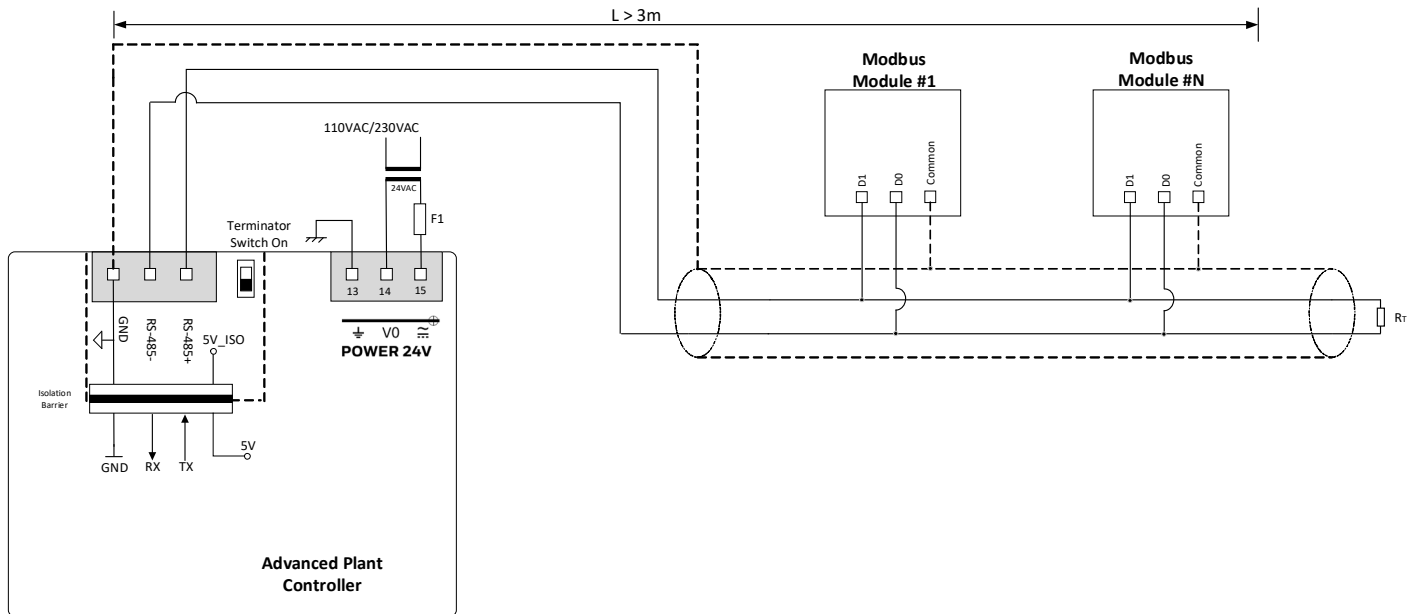 L > 3m
Modbus
Module #1
Modbus
Module #N
110VAC/230VAC
24VAC
F1
D1
D0
Common
D1
D0
Common
Terminator
Switch On
13
14
15
V0
POWER 24V
GND
RS-485-
RS-485+
5V_ISO
Isolation
Barrier
GND
RX
TX
5V
RT
Advanced Plant
Controller